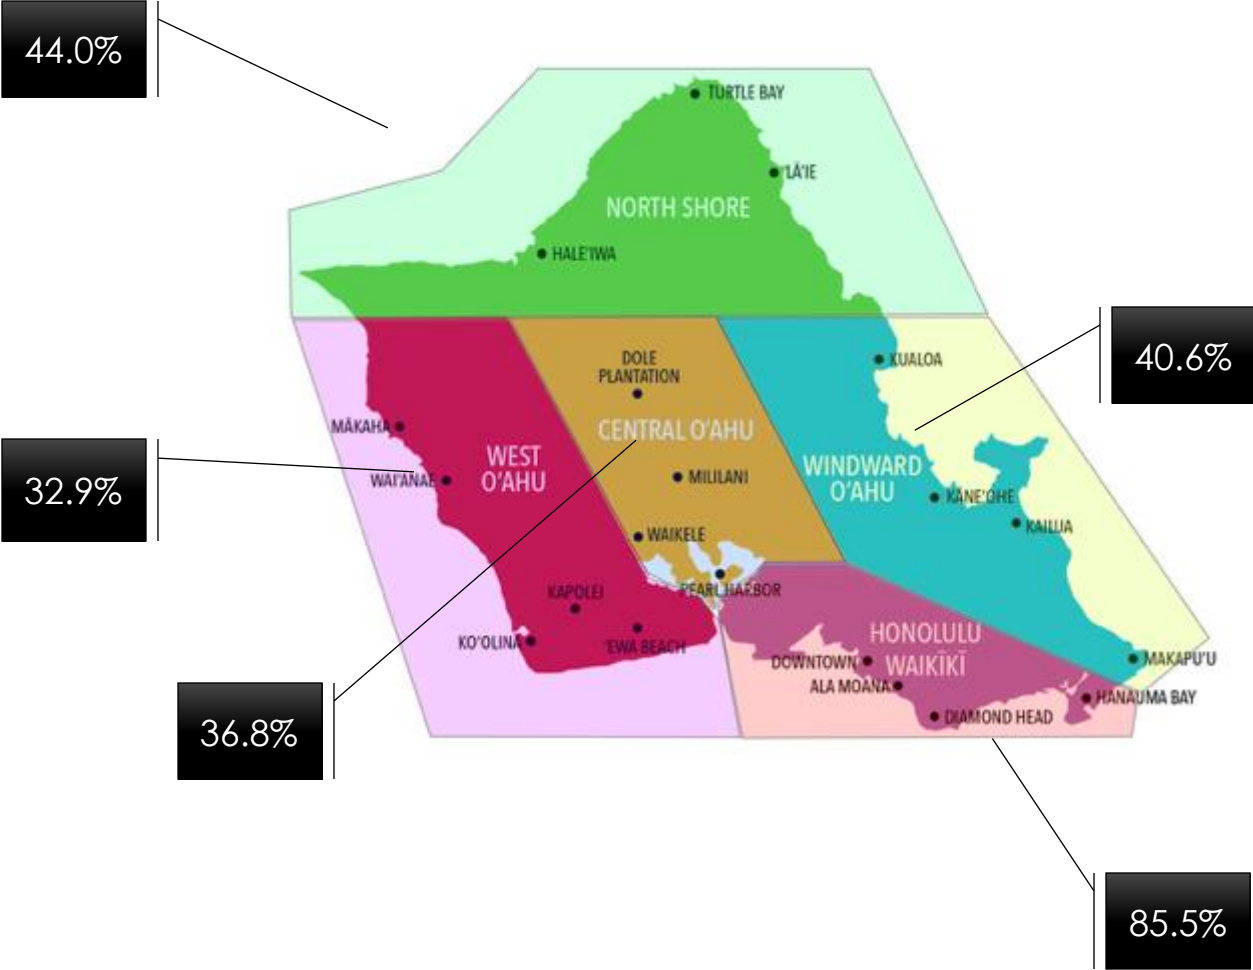 44.0%
TURTLE BAY
LĀ'IE
NORTH SHORE
HALE'IWA
40.6%
KUALOA
DOLE
PLANTATION
CENTRAL O'AHU
MĀKAHA
WEST
O'AHU
32.9%
WAI'ANAE
MILILANI
WINDWARD
O'AHU
KĀNE'OHE
KAILUA
WAIKELE
PEARL HARBOR
KAPOLEI
KO'OLINA
'EWA BEACH
HONOLULU
WAIKĪKĪ
DOWNTOWN
ALA MOANA
MAKAPU'U
HANAUMA BAY
DIAMOND HEAD
36.8%
85.5%